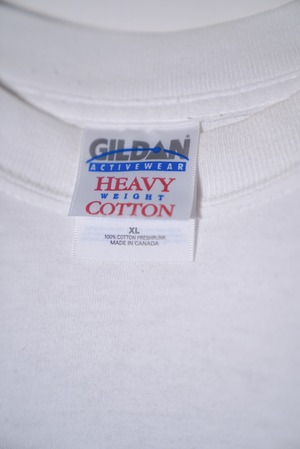 GILDAN®
ACTIVEWEAR
HEAVY
WEIGHT
COTTON
XL
100% COTTON PRESHRUNK
MADE IN CANADA